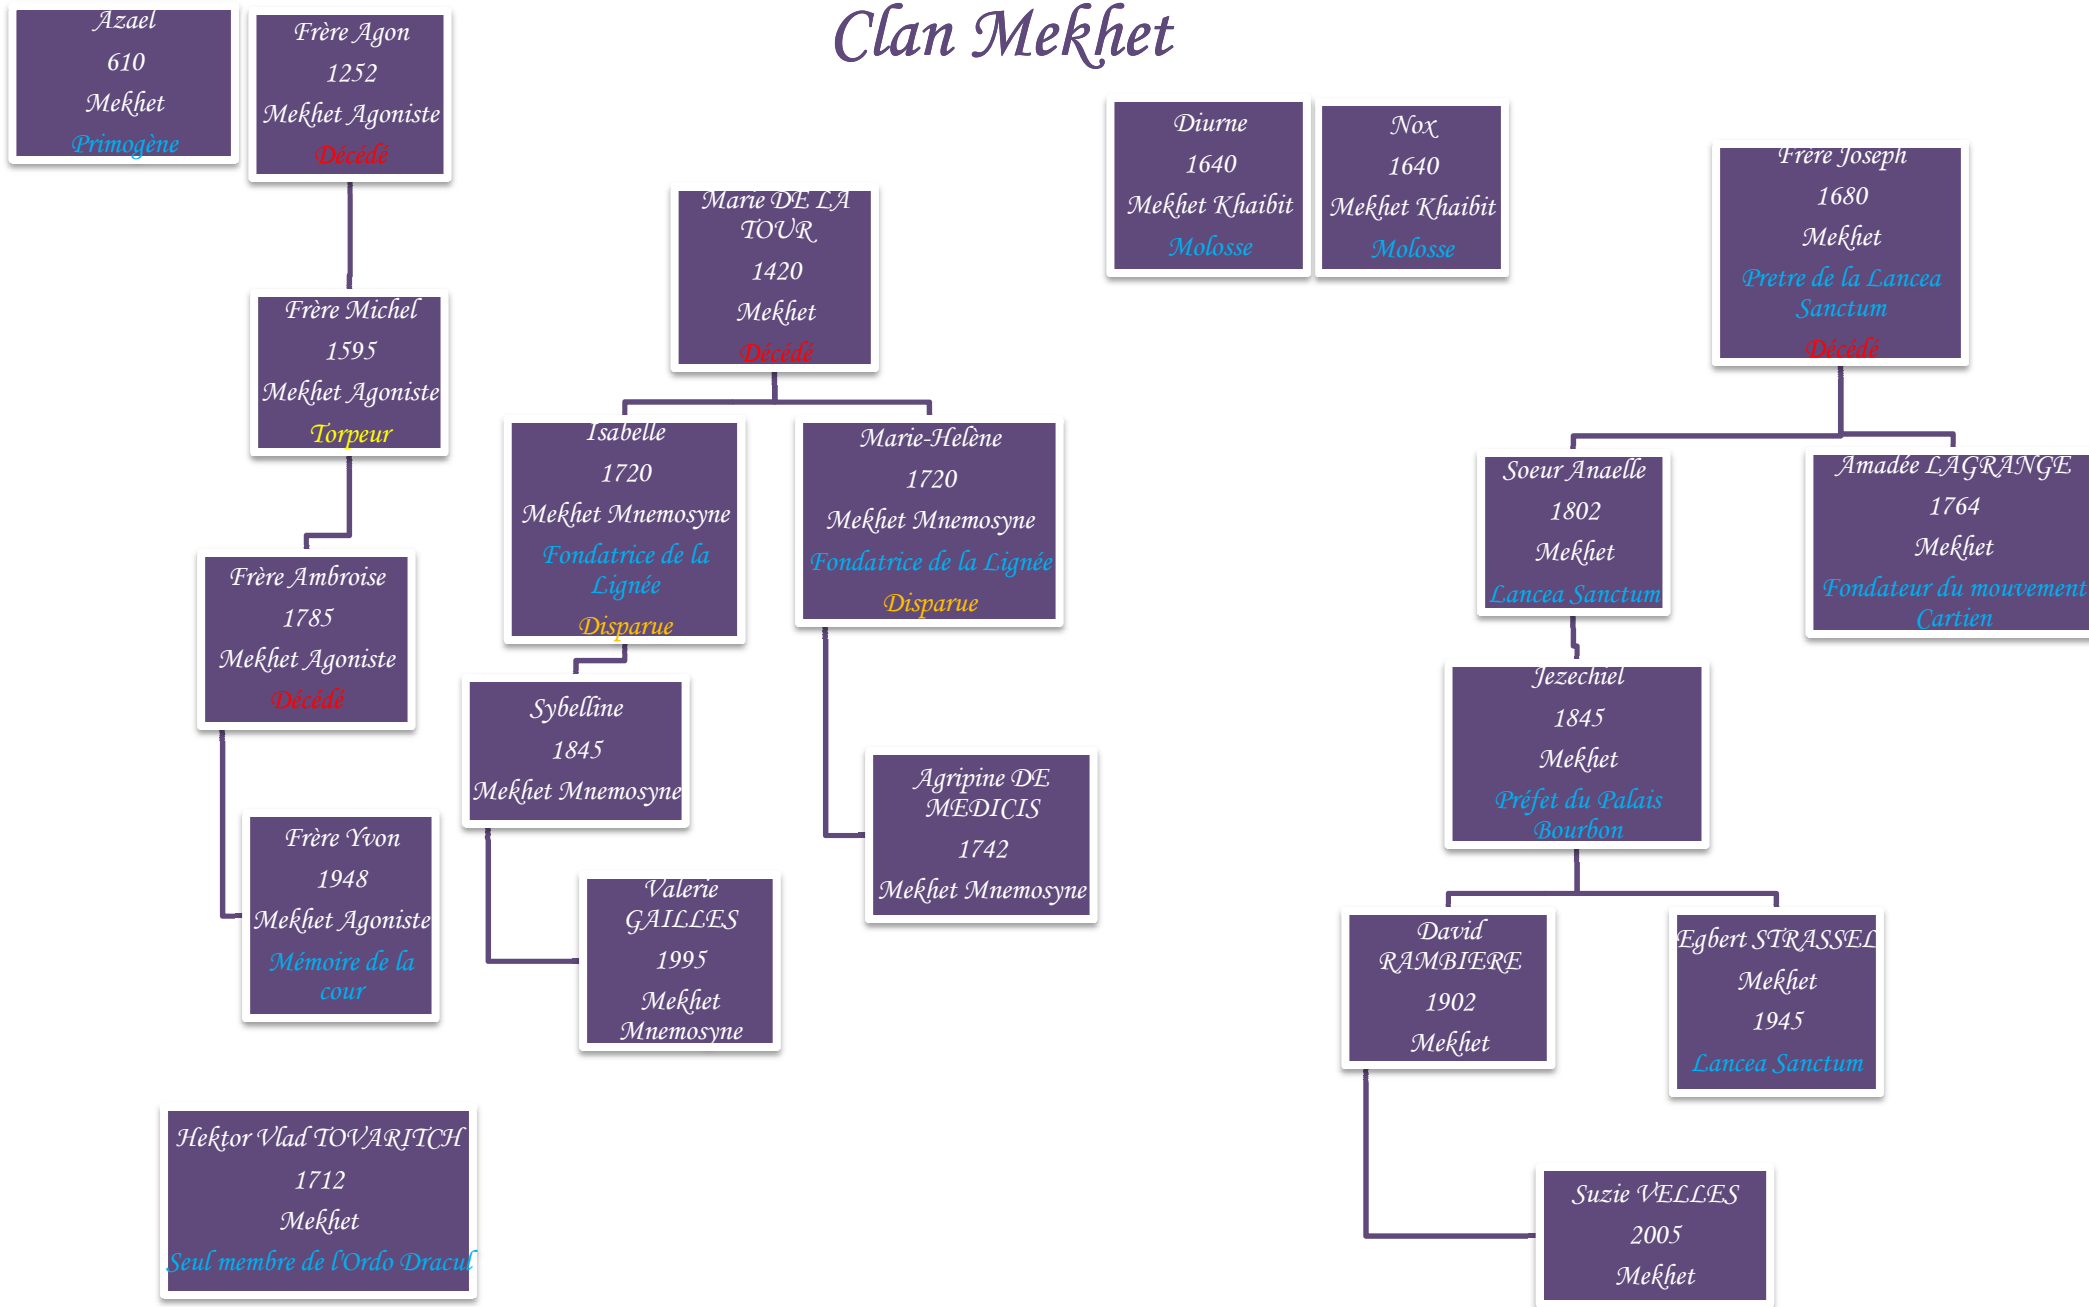 Clan Mekhet
Azael
610
Mekhet
Primogène
Frère Agon
1252
Mekhet Agoniste
Décédé
Frère Michel
1595
Mekhet Agoniste
Torpeur
Frère Ambroise
1785
Mekhet Agoniste
Décédé
Frère Yvon
1948
Mekhet Agoniste
Mémoire de la
cour
Marie DE LA
TOUR
1420
Mekhet
Décédé
Isabelle
1720
Mekhet Mnemosyne
Fondatrice de la
Lignée
Disparue
Marie-Helène
1720
Mekhet Mnemosyne
Fondatrice de la Lignée
Disparue
Sybelline
1845
Mekhet Mnemosyne
Valerie
GAILLES
1995
Mekhet
Mnemosyne
Agripine DE
MEDICIS
1742
Mekhet Mnemosyne
Diurne
1640
Mekhet Khaibit
Molosse
Nox
1640
Mekhet Khaibit
Molosse
Frère Joseph
1680
Mekhet
Pretre de la Lancea
Sanctum
Décédé
Soeur Anaelle
1802
Mekhet
Lancea Sanctum
Amadée LAGRANGE
1764
Mekhet
Fondateur du mouvement
Cartien
Jezechiel
1845
Mekhet
Préfet du Palais
Bourbon
David
RAMBIERE
1902
Mekhet
Egbert STRASSEL
Mekhet
1945
Lancea Sanctum
Suzie VELLES
2005
Mekhet
Hektor Vlad TOVARITCH
1712
Mekhet
Seul membre de l'Ordo Dracul